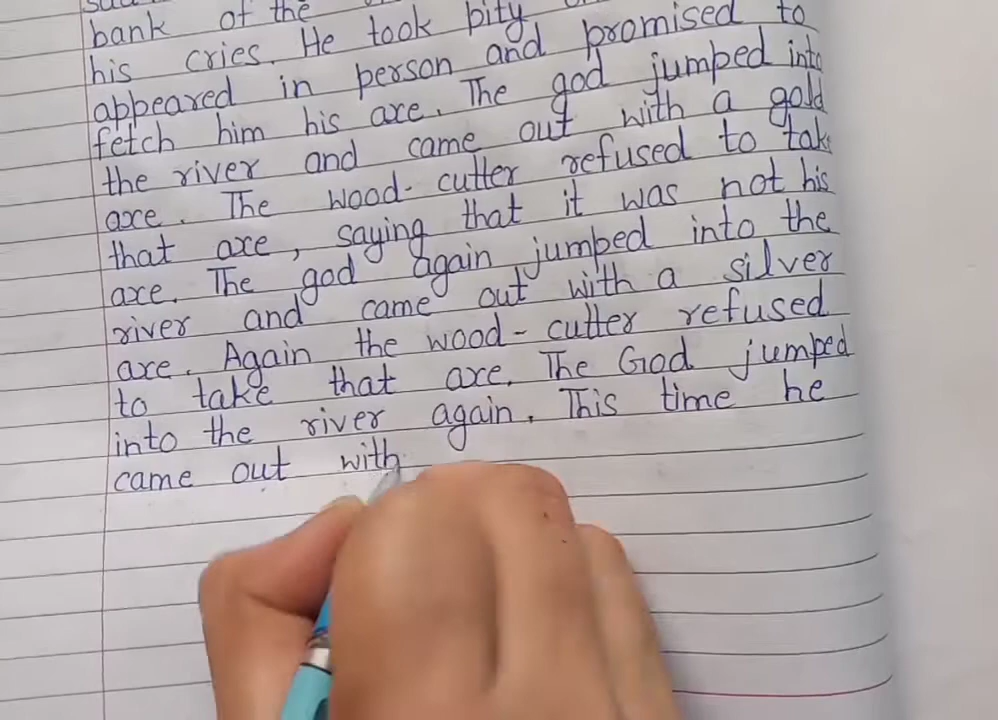 bank of the
his cries. He took pity
appeared in person and promised to
fetch him his axe. The god jumped into
the river and came out with a gold
axe. The wood-cutter refused to take
that axe, saying that it was not his
axe. The god again jumped into the
river and came out with a silver
axe. Again the wood-cutter refused
to take that axe. The God jumped
into the river again. This time he
came out with